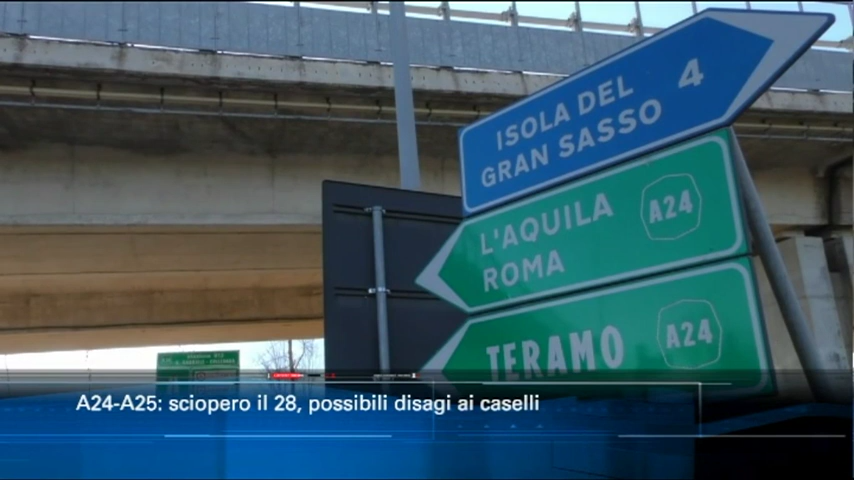 ISOLA DEL
GRAN SASSO 4
L'AQUILA
ROMA A24
TERAMO A24
A24-A25: sciopero il 28, possibili disagi ai caselli